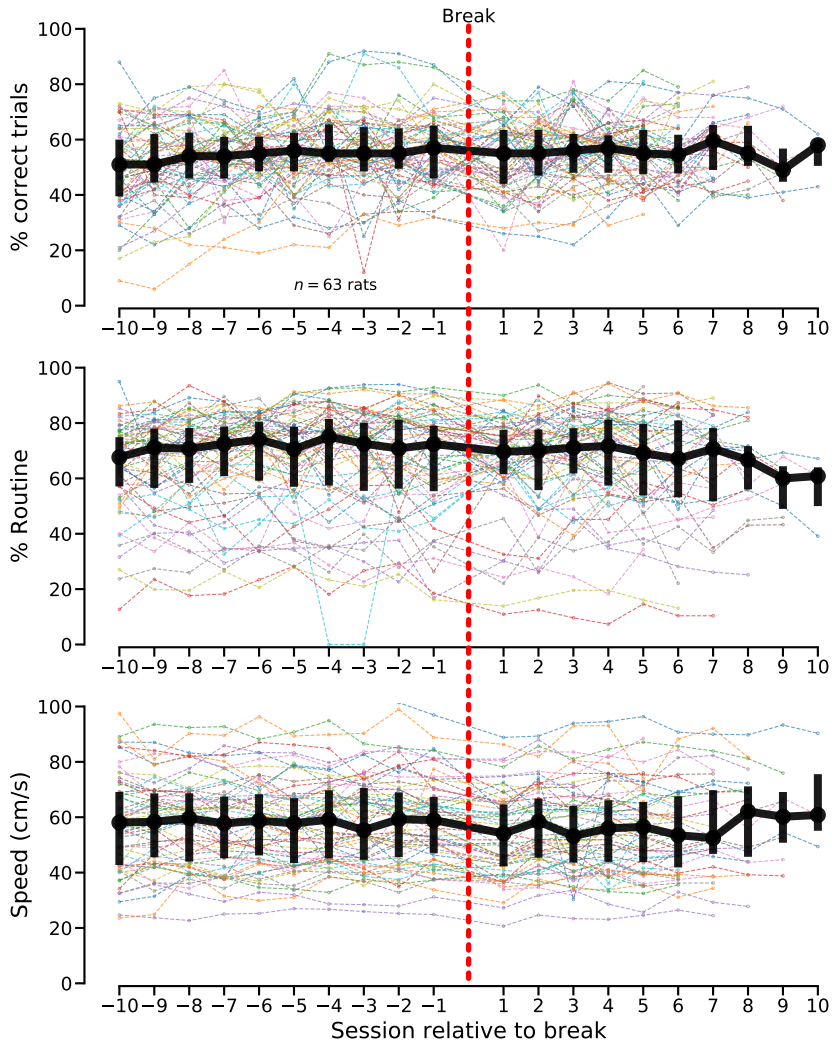 Break
100
80
60
40
20
0
% correct trials
n = 63 rats
−10 −9 −8 −7 −6 −5 −4 −3 −2 −1 1 2 3 4 5 6 7 8 9 10
100
80
60
40
20
0
% Routine
−10 −9 −8 −7 −6 −5 −4 −3 −2 −1 1 2 3 4 5 6 7 8 9 10
100
80
60
40
20
0
Speed (cm/s)
−10 −9 −8 −7 −6 −5 −4 −3 −2 −1 1 2 3 4 5 6 7 8 9 10
Session relative to break